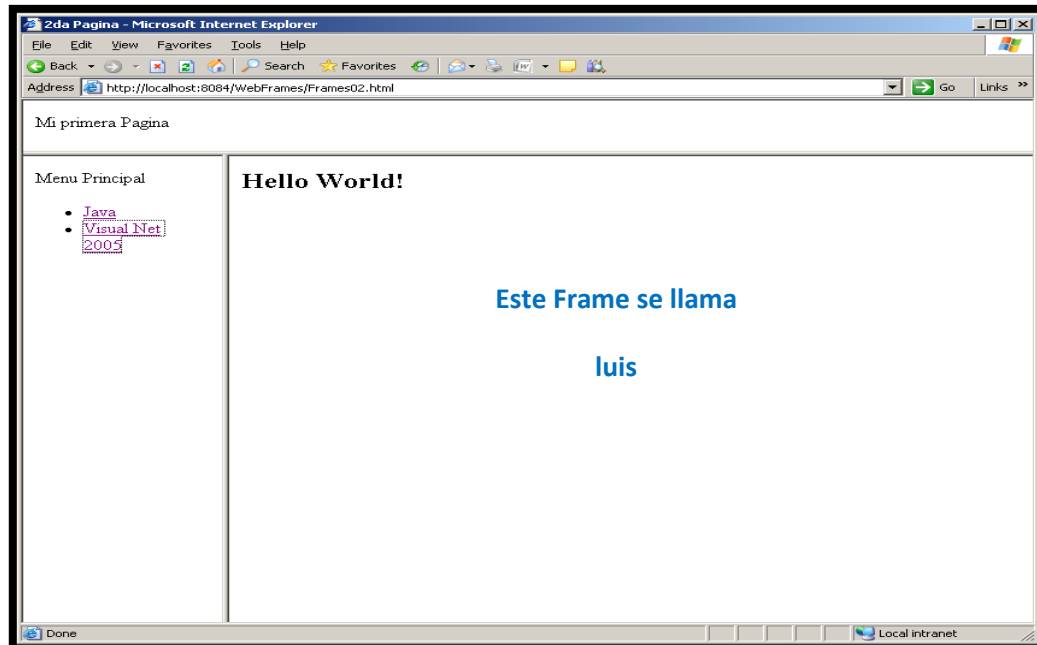 2da Pagina - Microsoft Internet Explorer
File Edit View Favorites Tools Help
Back Search Favorites
Address http://localhost:8084/WebFrames/Frames02.html Go Links »
Mi primera Pagina
Menu Principal
Java
Visual Net
2005
Hello World!
Este Frame se llama
luis
Done Local intranet